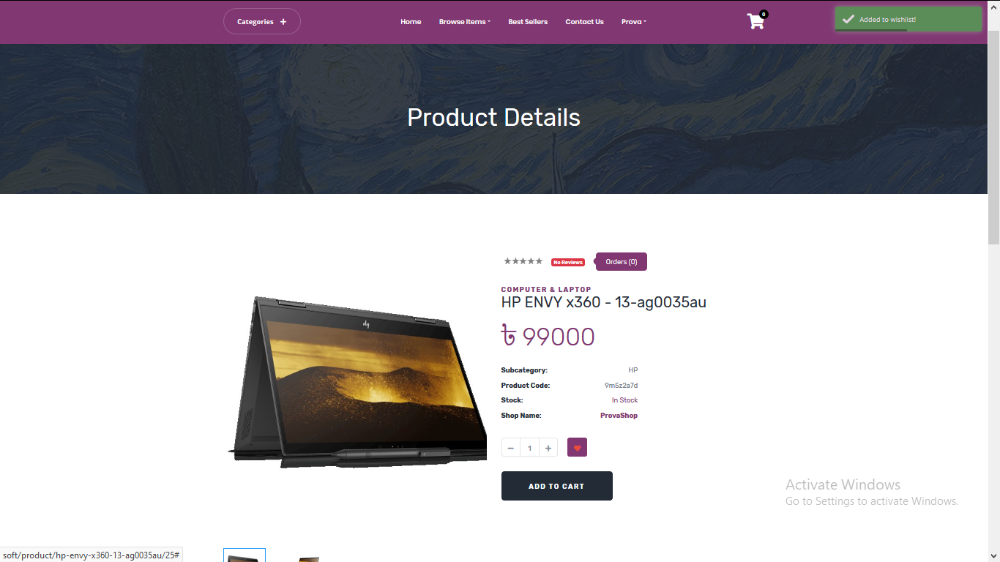 Categories +
Home Browse Items Best Sellers Contact Us Prova
0
Added to wishlist!
Product Details
No Reviews Orders (0)
COMPUTER & LAPTOP
HP ENVY x360 - 13-ag0035au
৳ 99000
Subcategory: HP
Product Code: 9m5z2a7d
Stock: In Stock
Shop Name: ProvaShop
− 1 +
ADD TO CART
hp
Activate Windows
Go to Settings to activate Windows.
soft/product/hp-envy-x360-13-ag0035au/25#